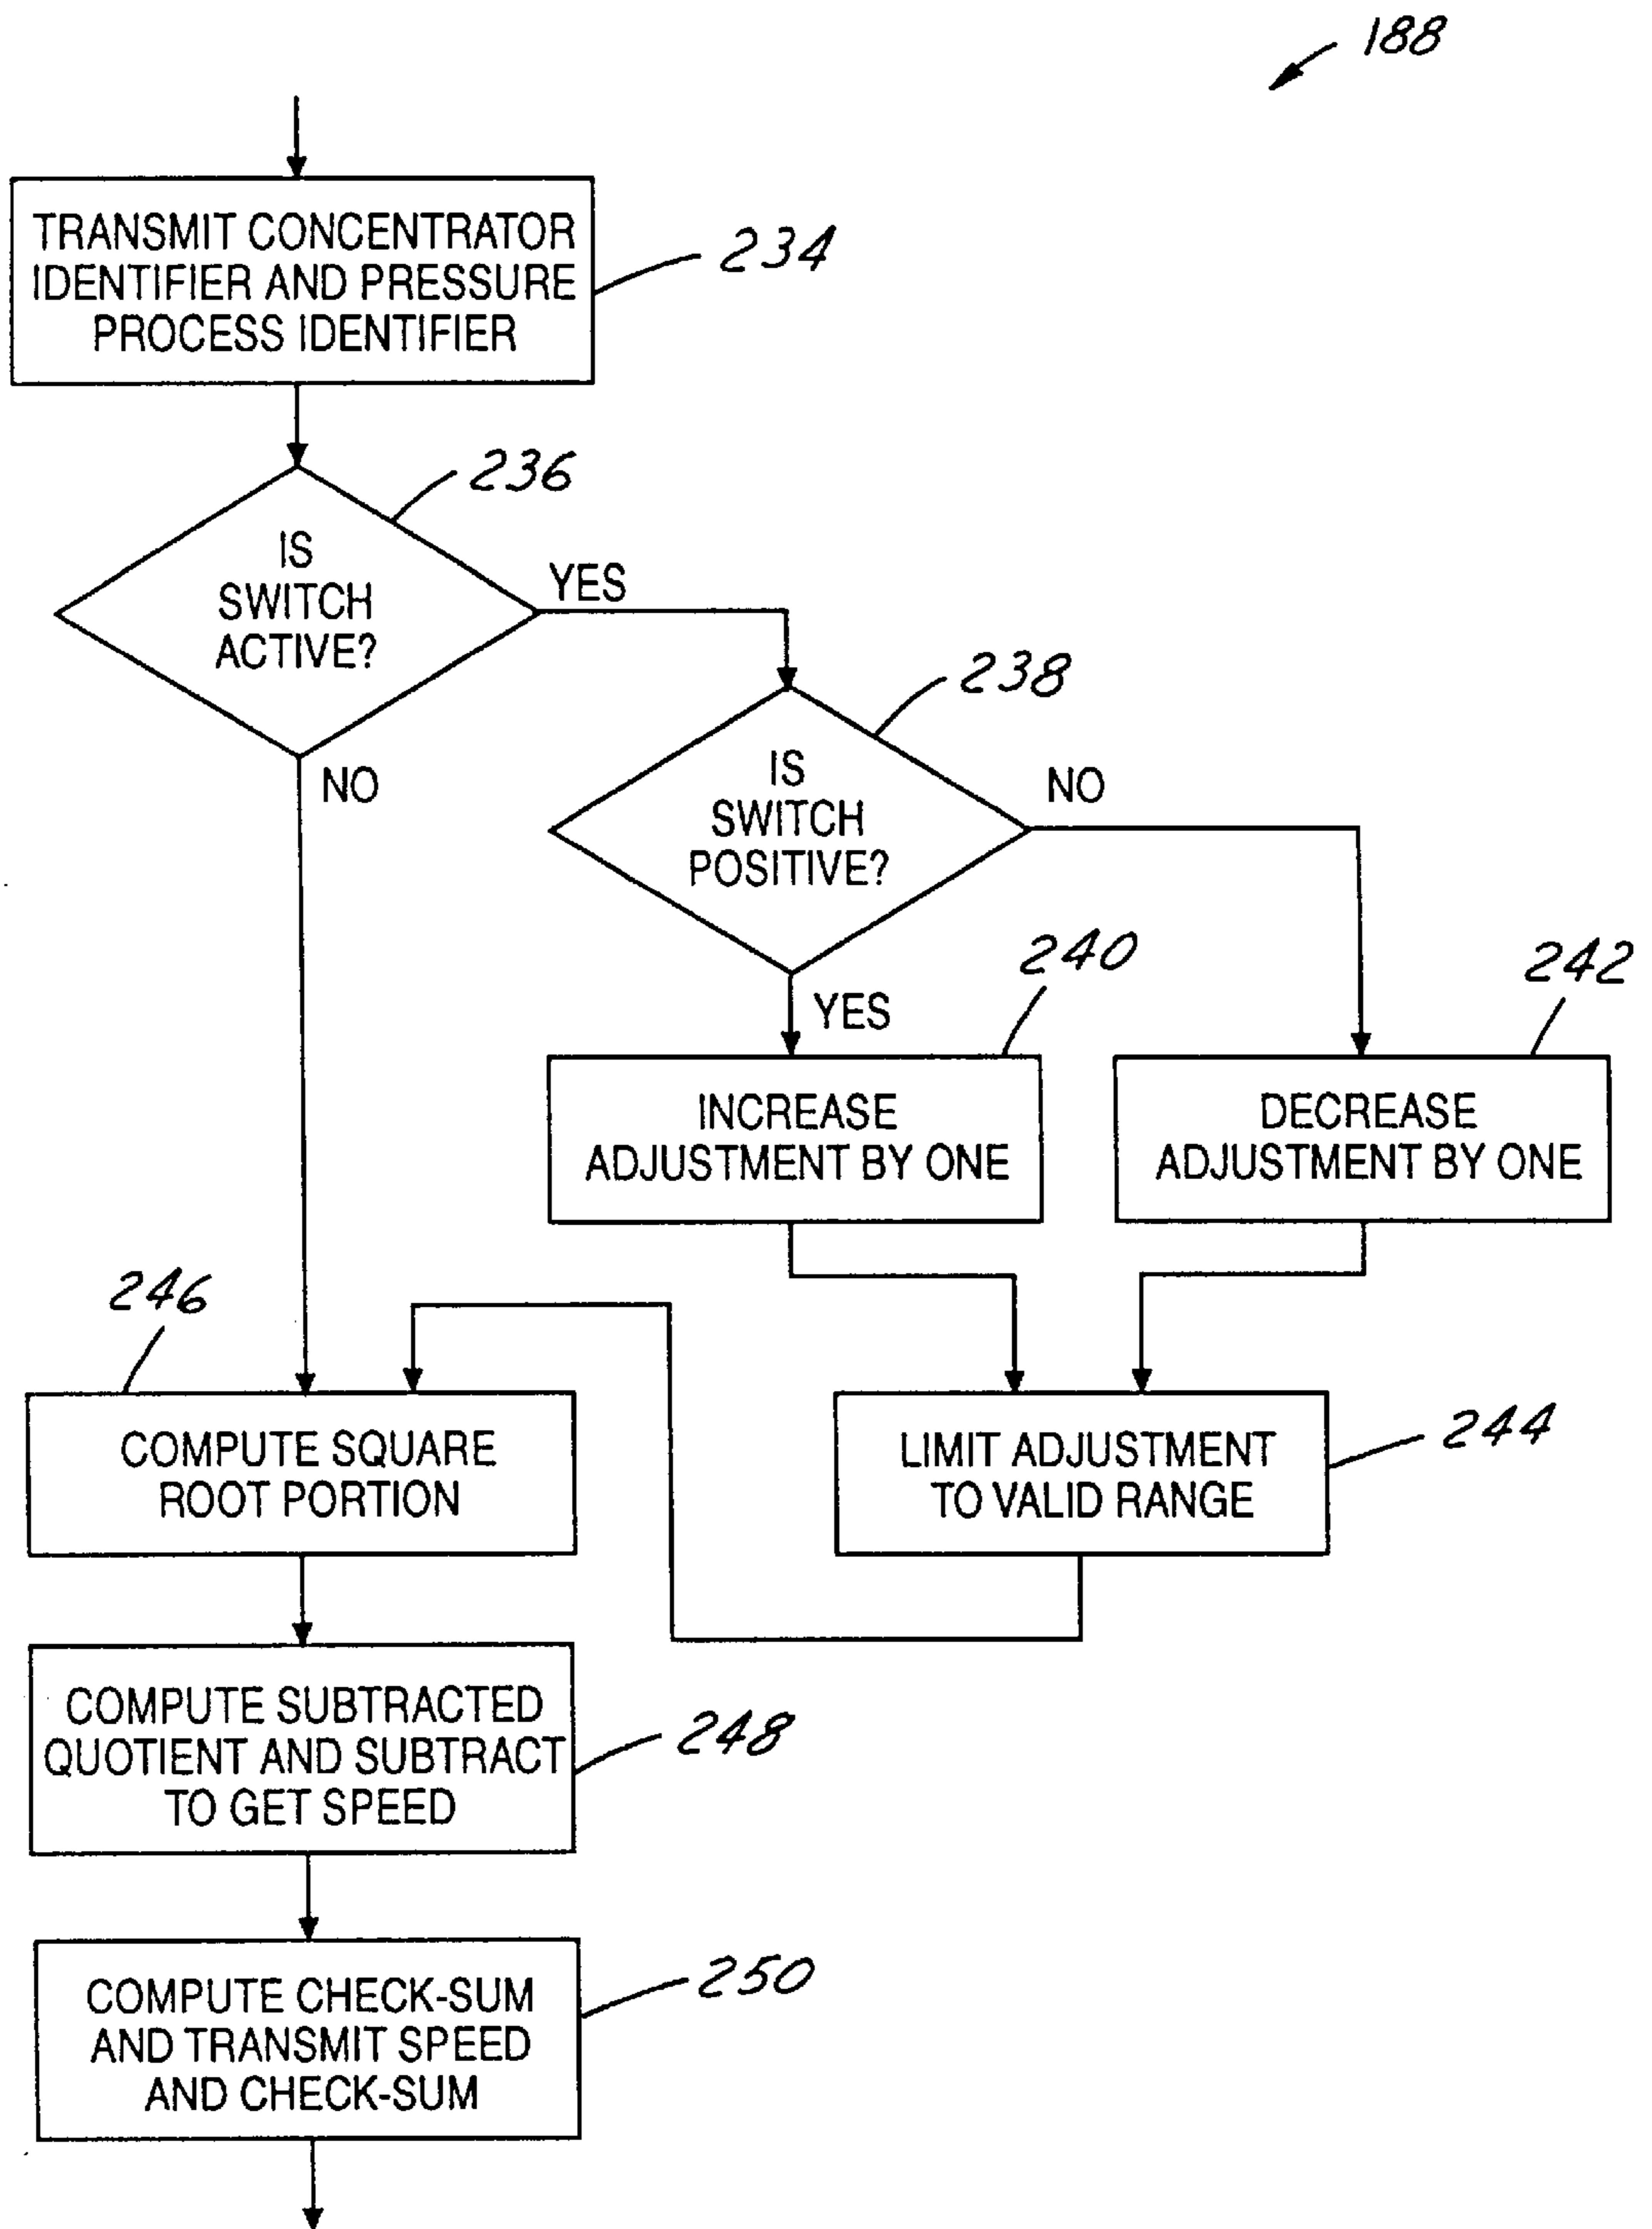 188
TRANSMIT CONCENTRATOR
IDENTIFIER AND PRESSURE
PROCESS IDENTIFIER
234
236
IS
SWITCH
ACTIVE?
YES
NO
238
IS
SWITCH
POSITIVE?
NO
YES
240
242
INCREASE
ADJUSTMENT BY ONE
DECREASE
ADJUSTMENT BY ONE
246
COMPUTE SQUARE
ROOT PORTION
LIMIT ADJUSTMENT
TO VALID RANGE
244
COMPUTE SUBTRACTED
QUOTIENT AND SUBTRACT
TO GET SPEED
248
COMPUTE CHECK-SUM
AND TRANSMIT SPEED
AND CHECK-SUM
250